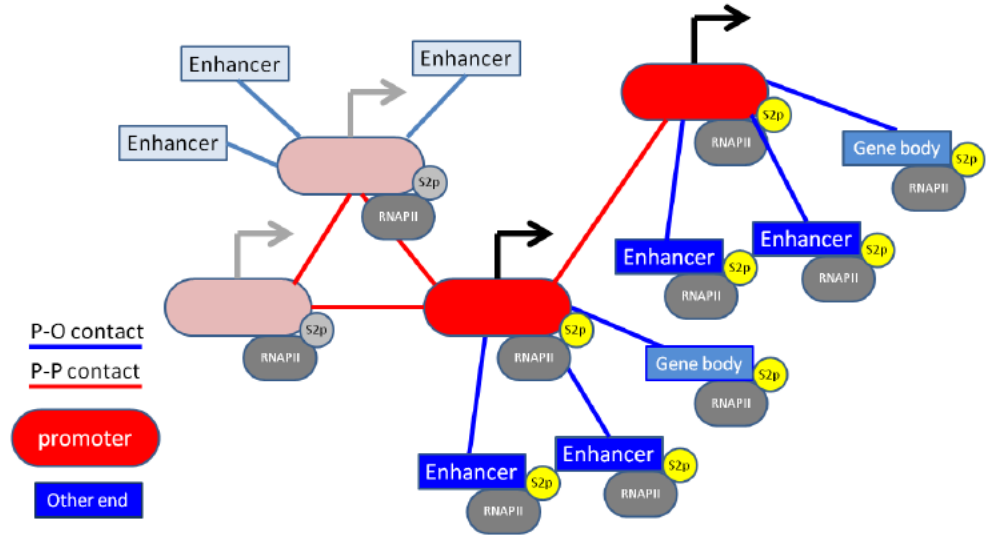 Enhancer
Enhancer
Enhancer
S2p
RNAPII
S2p
RNAPII
Gene body
S2p
RNAPII
Enhancer
S2p
RNAPII
Enhancer
S2p
RNAPII
S2p
RNAPII
S2p
RNAPII
Gene body
S2p
RNAPII
Enhancer
S2p
RNAPII
Enhancer
S2p
RNAPII
P-O contact
P-P contact
promoter
Other end